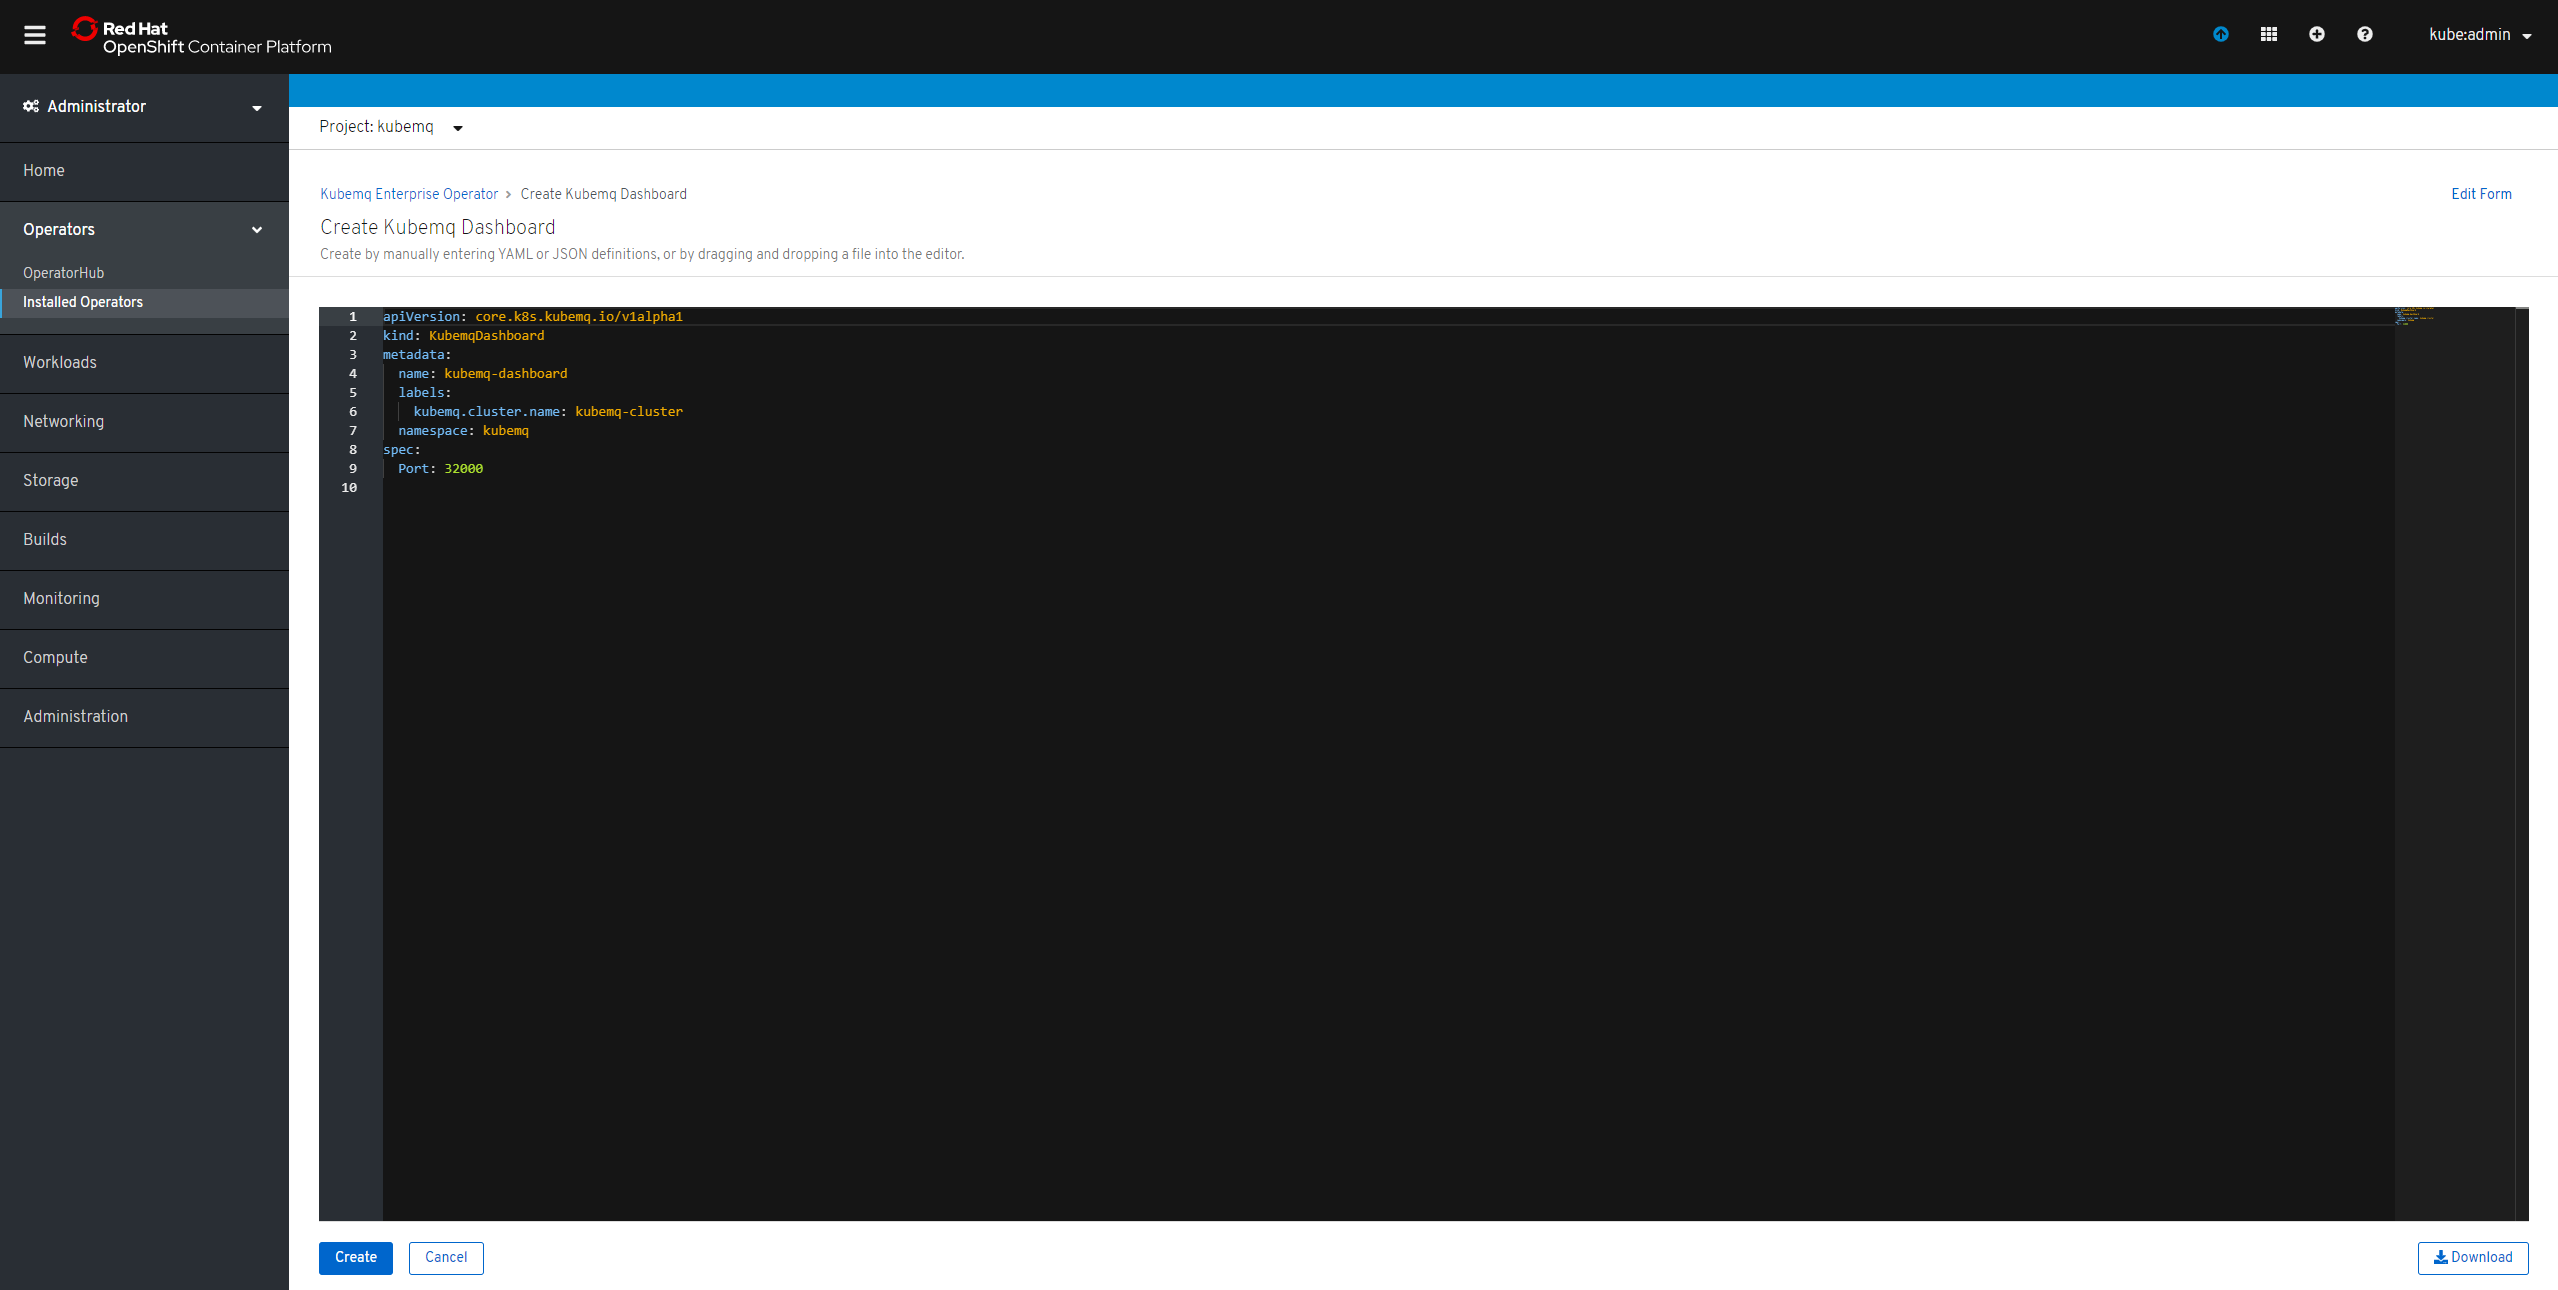 Red Hat
OpenShift Container Platform
kube:admin
Administrator
Home
Operators
OperatorHub
Installed Operators
Workloads
Networking
Storage
Builds
Monitoring
Compute
Administration
Project: kubemq
Kubemq Enterprise Operator > Create Kubemq Dashboard
Edit Form
Create Kubemq Dashboard
Create by manually entering YAML or JSON definitions, or by dragging and dropping a file into the editor.
1 apiVersion: core.k8s.kubemq.io/v1alpha1
2 kind: KubemqDashboard
3 metadata:
4 name: kubemq-dashboard
5 labels:
6 kubemq.cluster.name: kubemq-cluster
7 namespace: kubemq
8 spec:
9 Port: 32000
10
Create
Cancel
Download